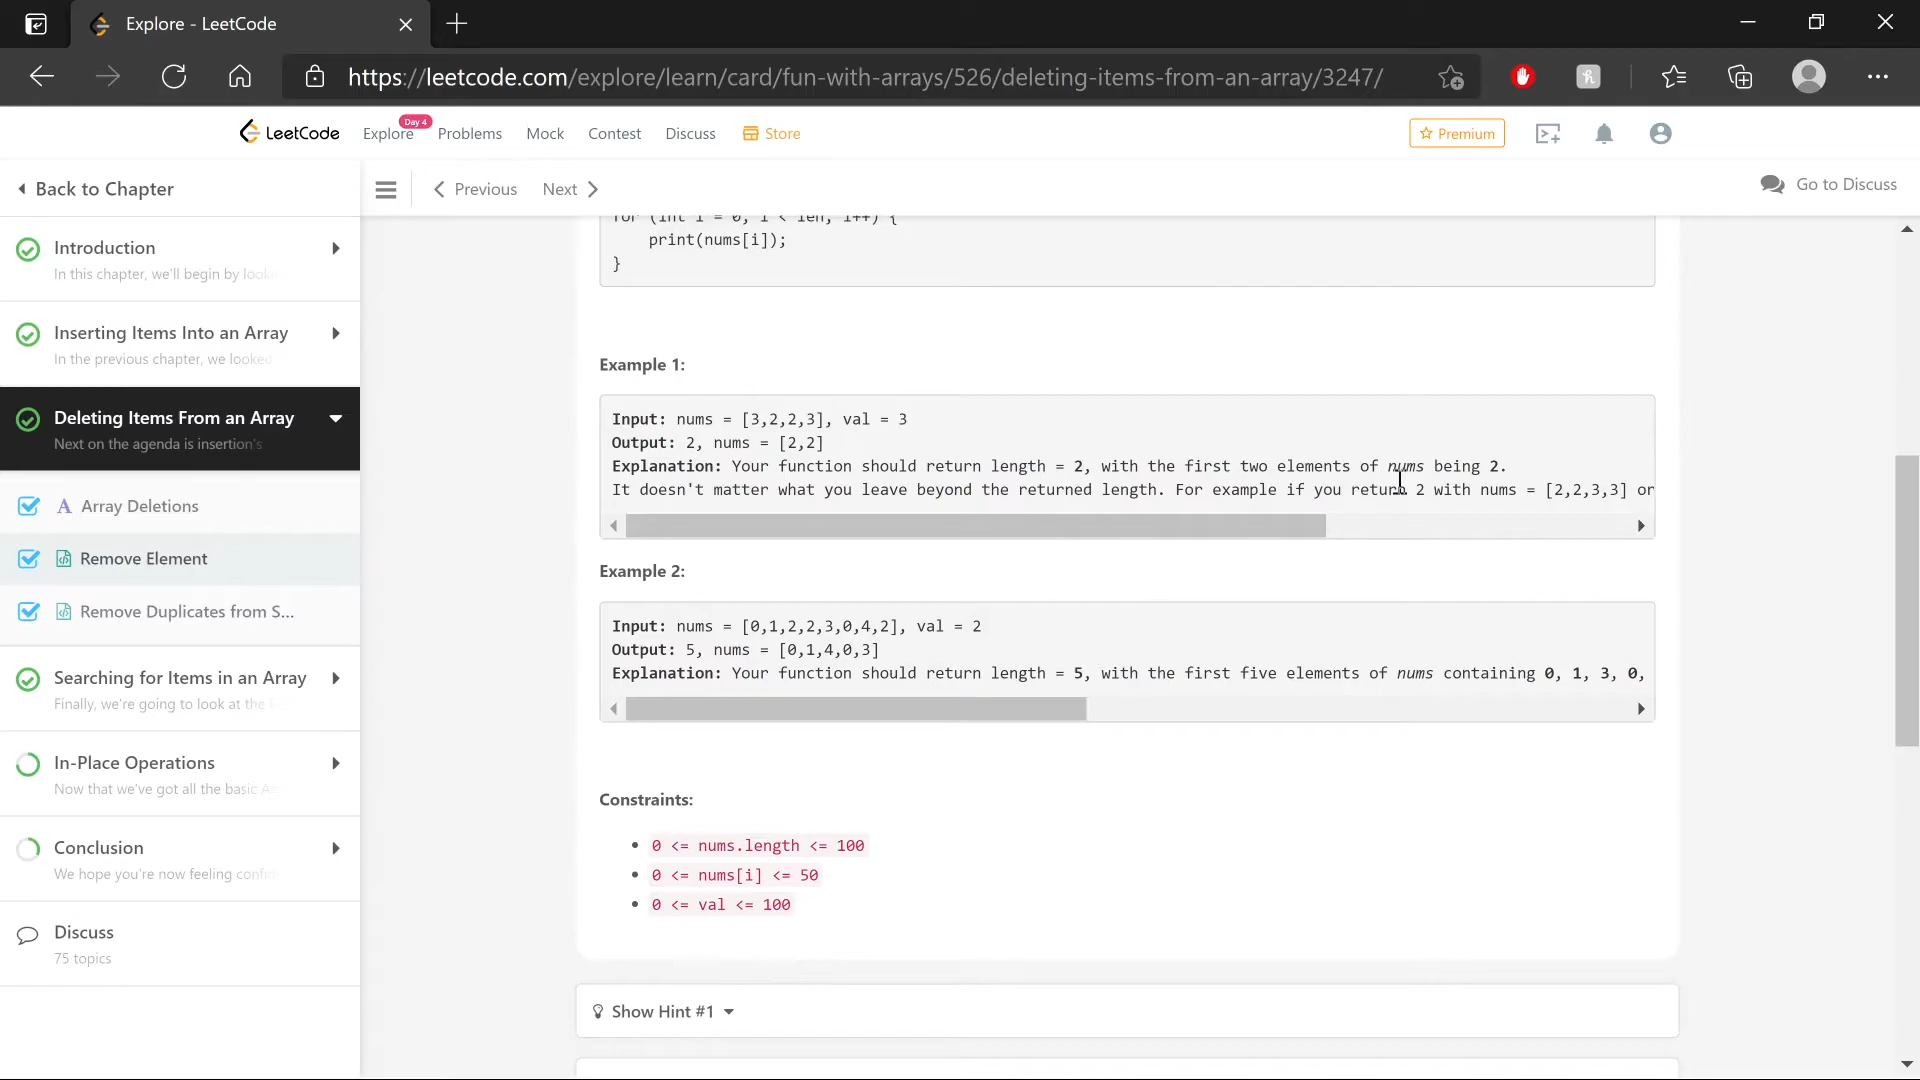 Explore - LeetCode
https://leetcode.com/explore/learn/card/fun-with-arrays/526/deleting-items-from-an-array/3247/
LeetCode Explore Day 4 Problems Mock Contest Discuss Store Premium
Back to Chapter
Previous Next Go to Discuss
Introduction
In this chapter, we'll begin by
Inserting Items Into an Array
In the previous chapter, we looked
Deleting Items From an Array
Next on the agenda is insertion's
A Array Deletions
Remove Element
Remove Duplicates from S...
Searching for Items in an Array
Finally, we're going to look at the
In-Place Operations
Now that we've got all the basic
Conclusion
We hope you're now feeling
Discuss
75 topics
for (int i = 0; i < len; i++) {
print(nums[i]);
}
Example 1:
Input: nums = [3,2,2,3], val = 3
Output: 2, nums = [2,2]
Explanation: Your function should return length = 2, with the first two elements of nums being 2.
It doesn't matter what you leave beyond the returned length. For example if you return 2 with nums = [2,2,3,3] or
Example 2:
Input: nums = [0,1,2,2,3,0,4,2], val = 2
Output: 5, nums = [0,1,4,0,3]
Explanation: Your function should return length = 5, with the first five elements of nums containing 0, 1, 3, 0,
Constraints:
0 <= nums.length <= 100
0 <= nums[i] <= 50
0 <= val <= 100
Show Hint #1